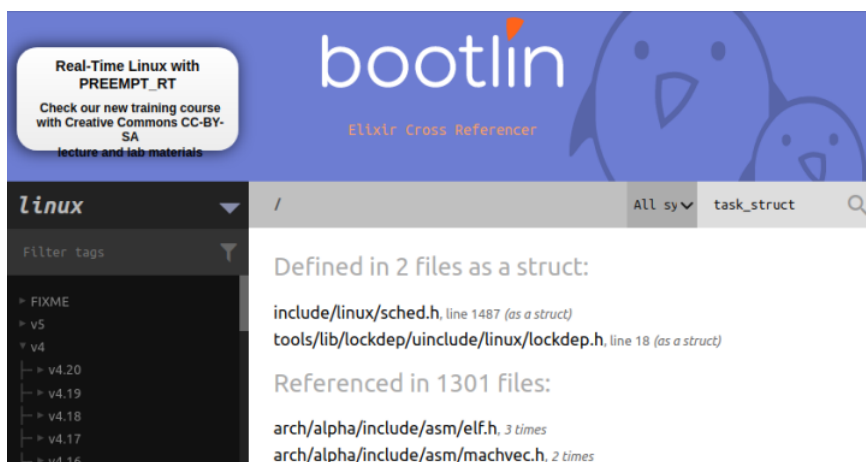 Real-Time Linux with
PREEMPT_RT
Check our new training course
with Creative Commons CC-BY-
SA
lecture and lab materials
bootlin
Elixir Cross Referencer
linux
/
All sy
task_struct
Filter tags
FIXME
v5
v4
v4.20
v4.19
v4.18
v4.17
v4.16
Defined in 2 files as a struct:
include/linux/sched.h, line 1487 (as a struct)
tools/lib/lockdep/uinclude/linux/lockdep.h, line 18 (as a struct)
Referenced in 1301 files:
arch/alpha/include/asm/elf.h, 3 times
arch/alpha/include/asm/machvec.h, 2 times